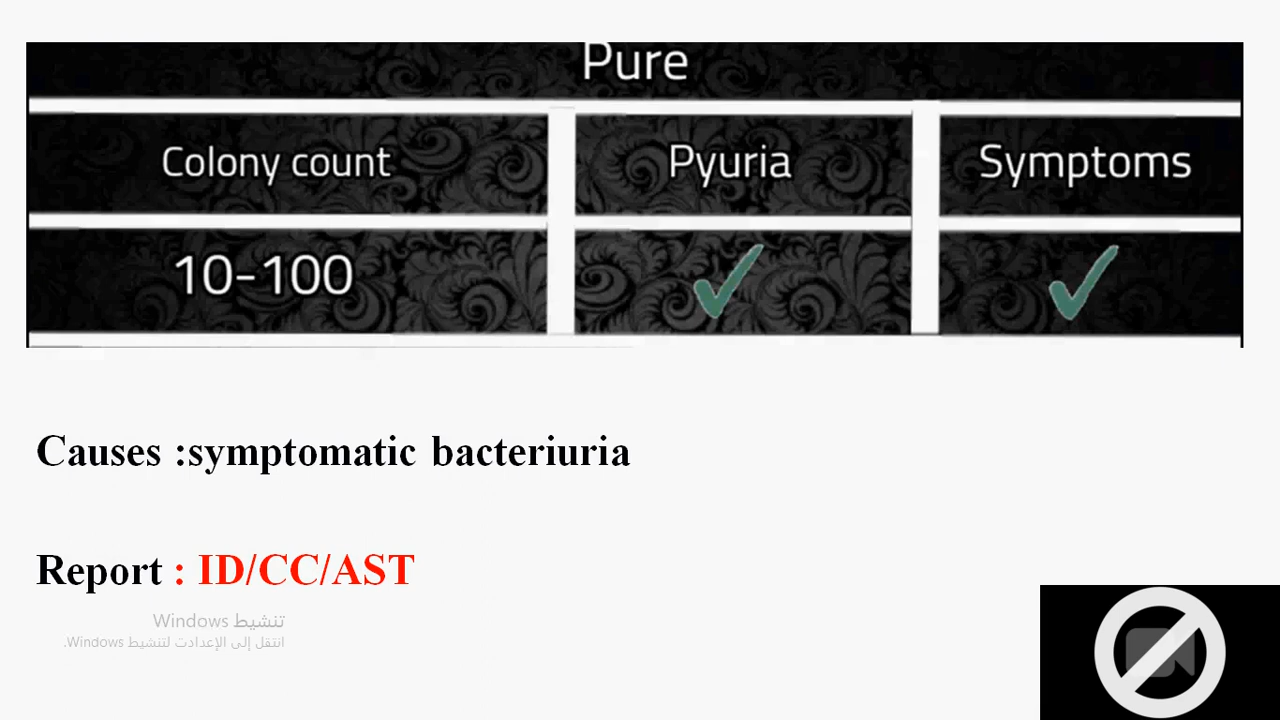 Pure
Colony count Pyuria Symptoms
10-100
Causes :symptomatic bacteriuria
Report : ID/CC/AST
تنشيط Windows
انتقل إلى الإعدادت لتنشيط Windows.